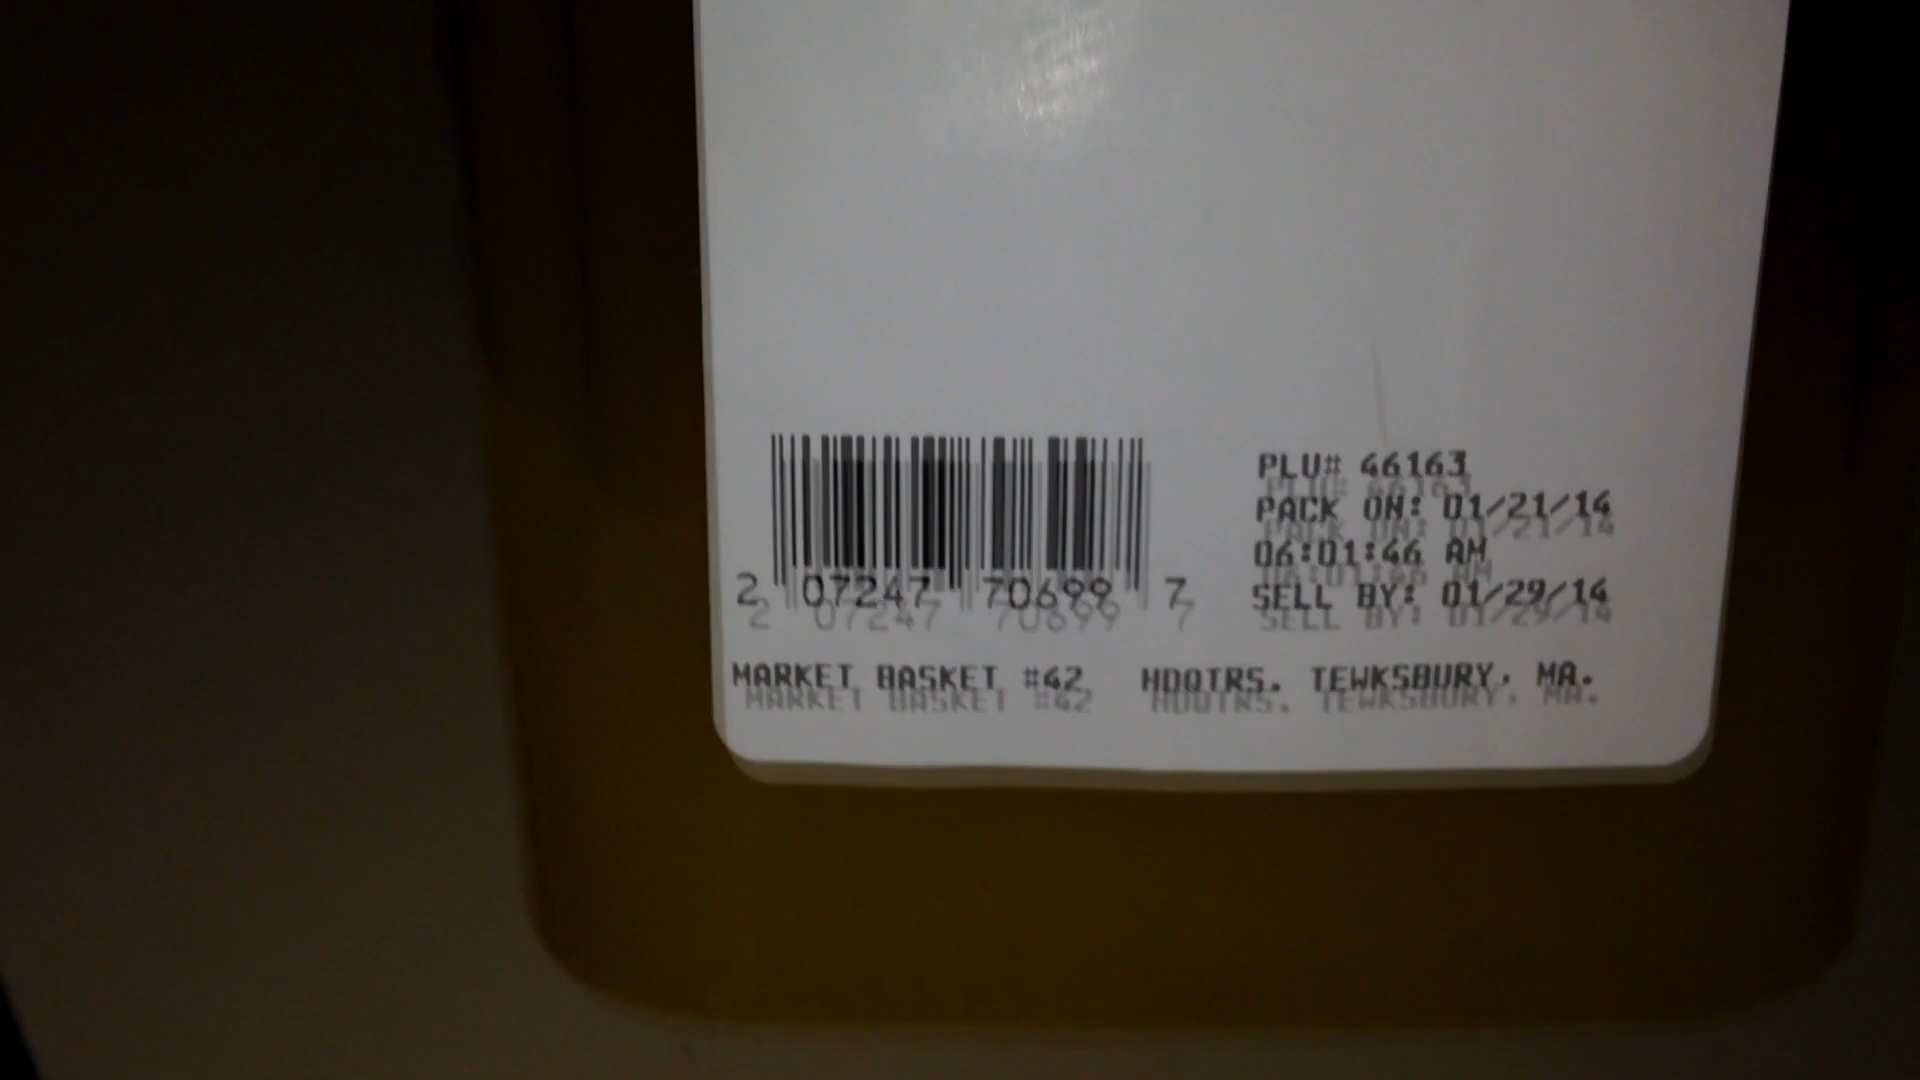 PLU# 46163
PACK ON: 01/21/14
06:01:46 AM
SELL BY: 01/29/14
2 07247 70699 7
MARKET BASKET #42 HDQTRS. TEWKSBURY, MA.